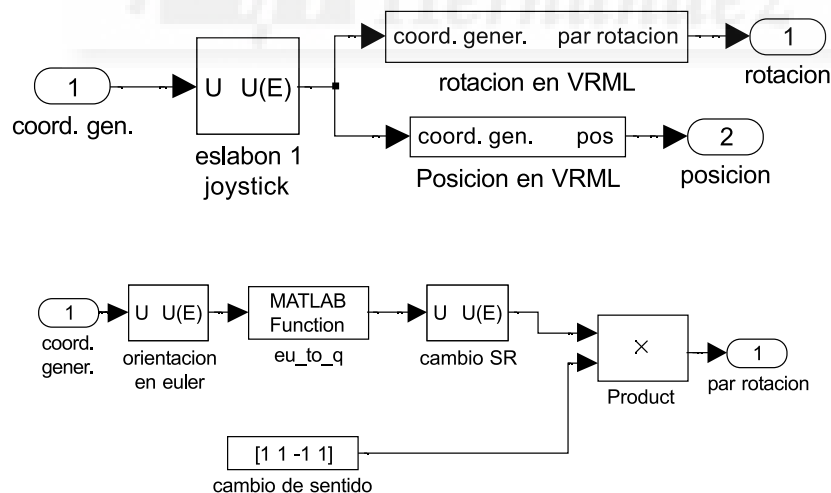 coord. gener. par rotacion
1
rotacion
rotacion en VRML
1
coord. gen.
U U(E)
eslabon 1
joystick
coord. gen. pos
2
posicion
Posicion en VRML
1
coord.
gener.
U U(E)
orientacion
en euler
MATLAB
Function
eu_to_q
U U(E)
cambio SR
×
Product
1
par rotacion
[1 1 -1 1]
cambio de sentido